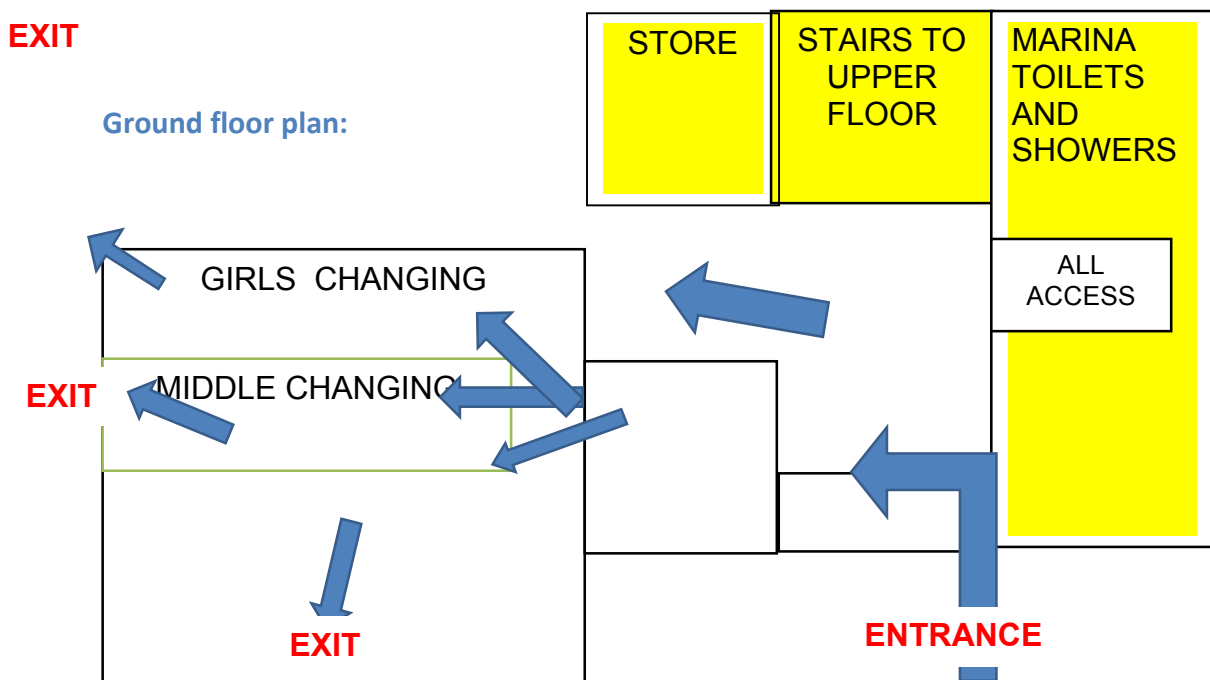 EXIT
STORE
STAIRS TO
UPPER
FLOOR
MARINA
TOILETS
AND
SHOWERS
Ground floor plan:
GIRLS CHANGING
ALL
ACCESS
EXIT
MIDDLE CHANGING
EXIT
ENTRANCE